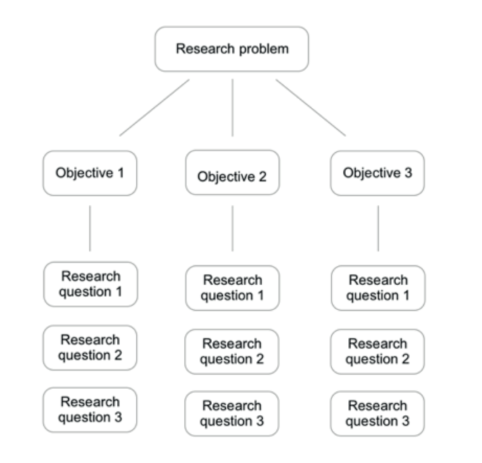 Research problem
Objective 1
Objective 2
Objective 3
Research
question 1
Research
question 2
Research
question 3
Research
question 1
Research
question 2
Research
question 3
Research
question 1
Research
question 2
Research
question 3